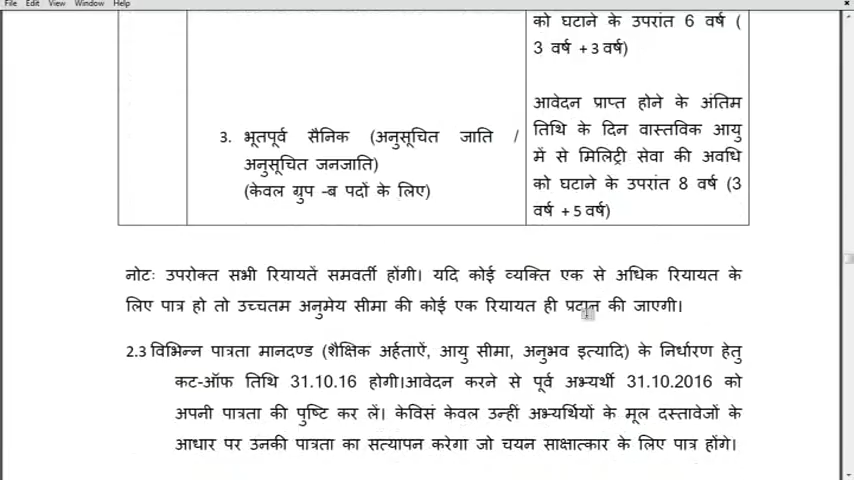 File Edit View Window Help
को घटाने के उपरांत 6 वर्ष (
3 वर्ष + 3 वर्ष)
आवेदन प्राप्त होने के अंतिम
तिथि के दिन वास्तविक आयु
में से मिलिट्री सेवा की अवधि
को घटाने के उपरांत 8 वर्ष (3
वर्ष + 5 वर्ष)
3. भूतपूर्व सैनिक (अनुसूचित जाति /
अनुसूचित जनजाति)
(केवल ग्रुप -ब पदों के लिए)
नोटः उपरोक्त सभी रियायतें समवर्ती होंगी। यदि कोई व्यक्ति एक से अधिक रियायत के
लिए पात्र हो तो उच्चतम अनुमेय सीमा की कोई एक रियायत ही प्रदान की जाएगी।
2.3 विभिन्न पात्रता मानदण्ड (शैक्षिक अर्हताऐं, आयु सीमा, अनुभव इत्यादि) के निर्धारण हेतु
कट-ऑफ तिथि 31.10.16 होगी।आवेदन करने से पूर्व अभ्यर्थी 31.10.2016 को
अपनी पात्रता की पुष्टि कर लें। केविसं केवल उन्हीं अभ्यर्थियों के मूल दस्तावेजों के
आधार पर उनकी पात्रता का सत्यापन करेगा जो चयन साक्षात्कार के लिए पात्र होंगे।